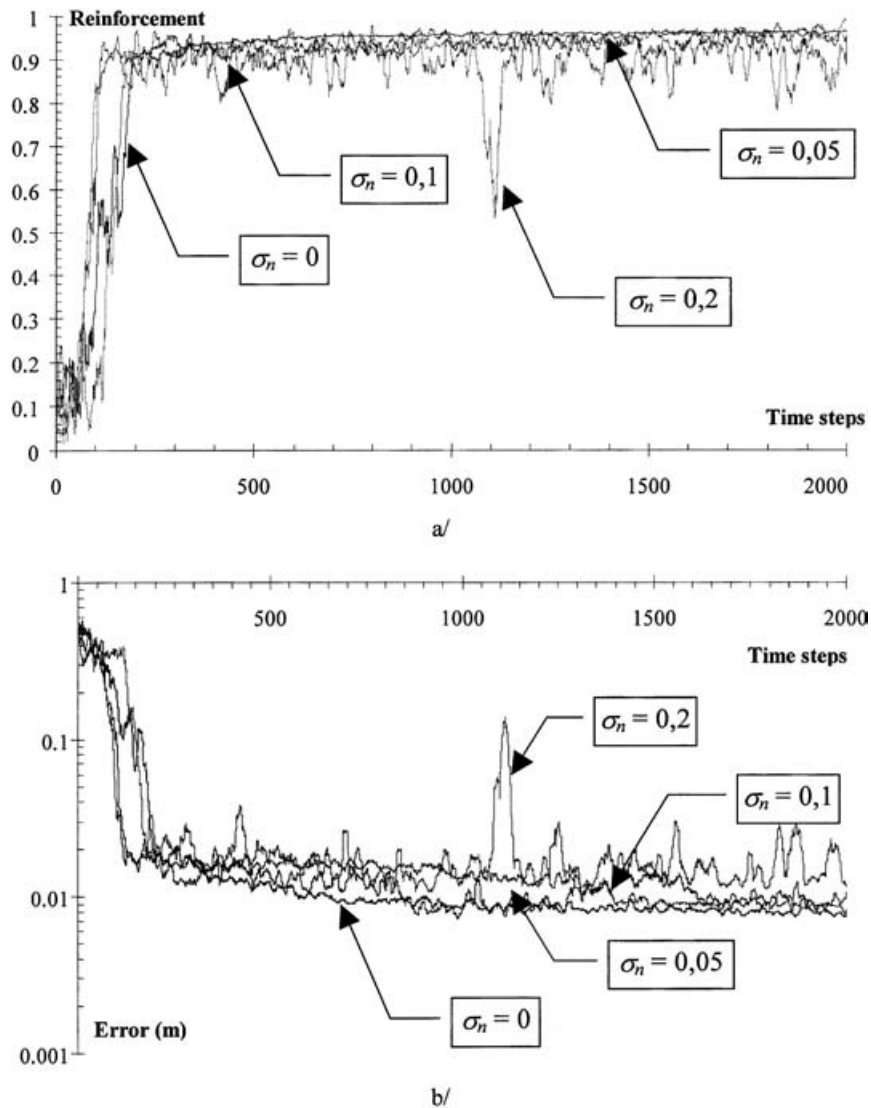 Reinforcement
1
0.9
0.8
0.7
0.6
0.5
0.4
0.3
0.2
0.1
0
σn = 0,1
σn = 0,05
σn = 0
σn = 0,2
Time steps
0 500 1000 1500 2000
a/
1
0.1
0.01
0.001
500 1000 1500 2000
Time steps
σn = 0,2
σn = 0,1
σn = 0,05
σn = 0
Error (m)
b/